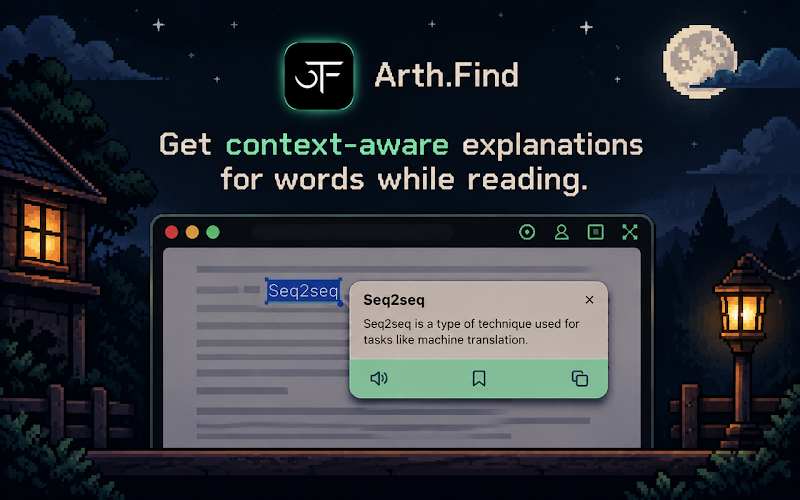 Arth.Find
Get context-aware explanations
for words while reading.
Seq2seq
Seq2seq
Seq2seq is a type of technique used for
tasks like machine translation.